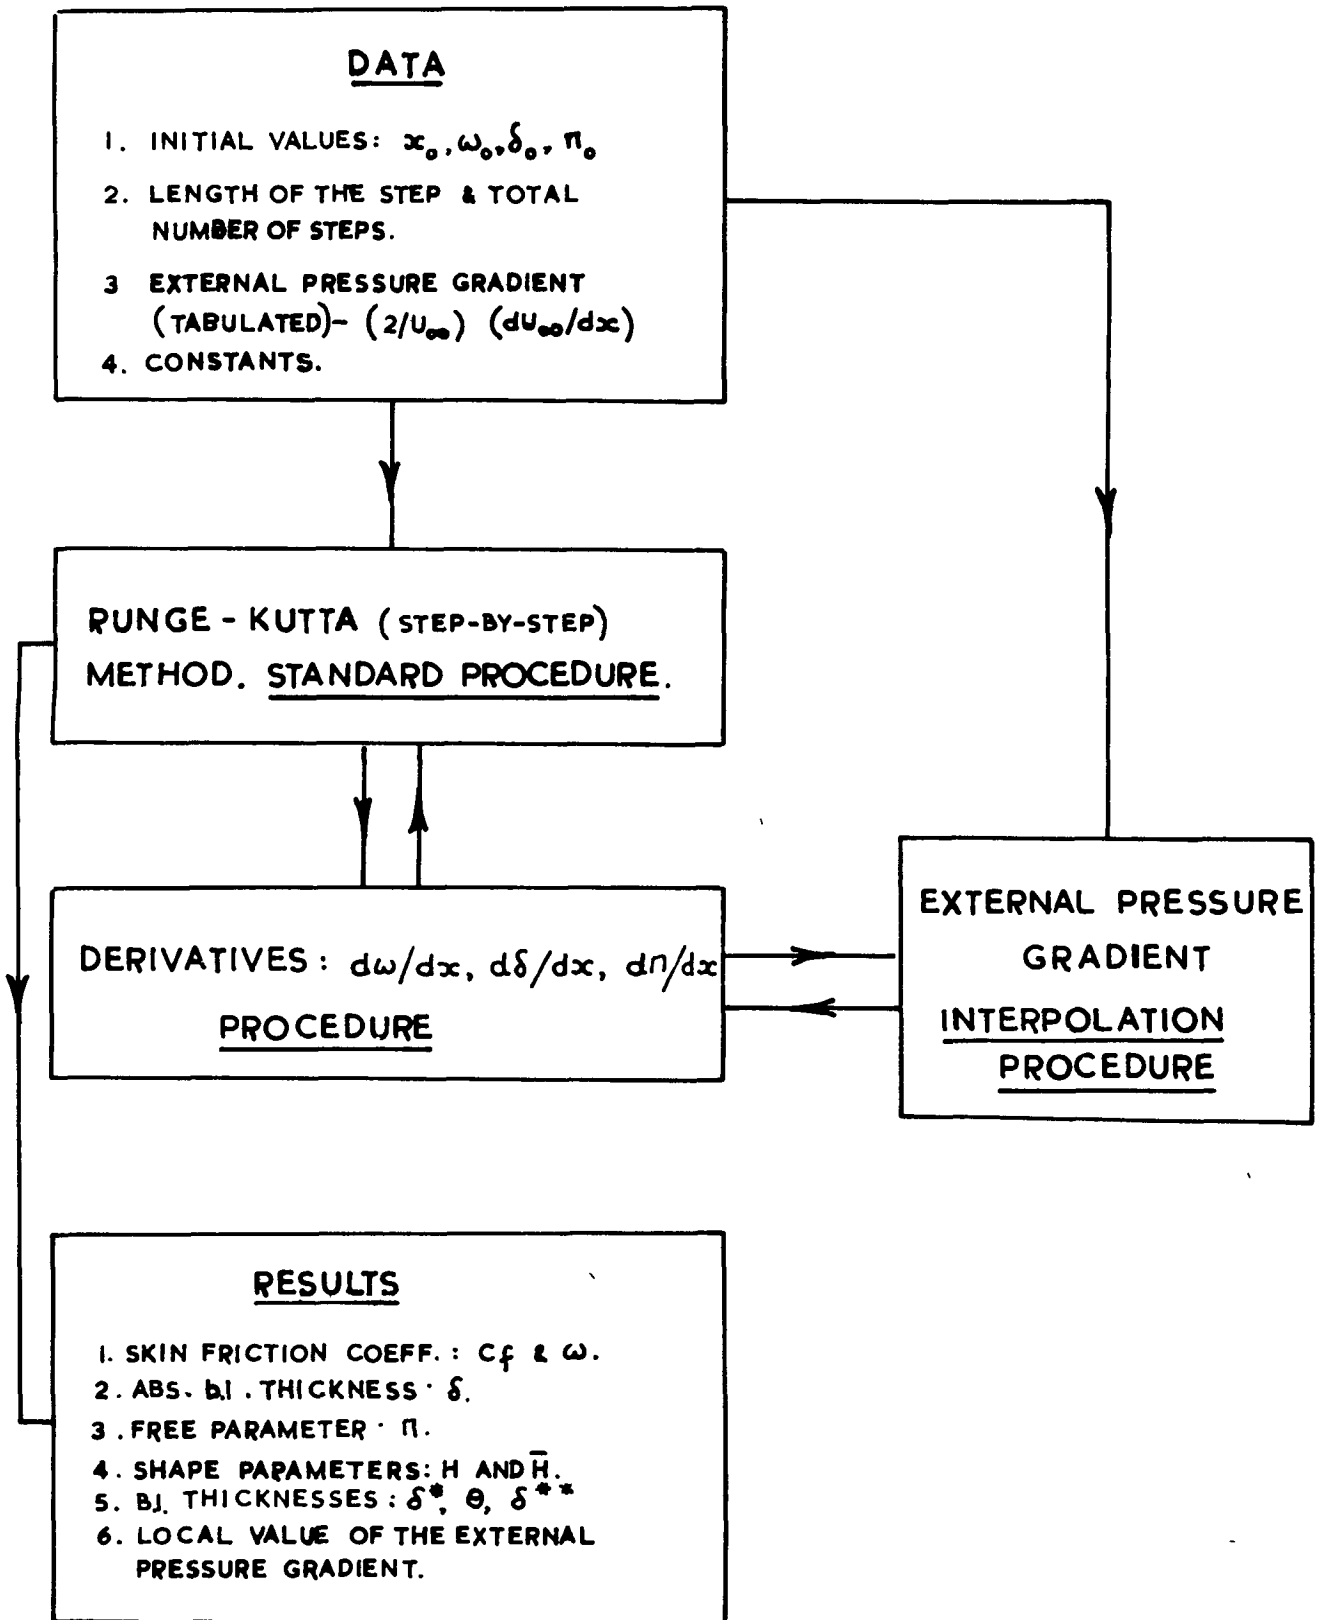 DATA
1. INITIAL VALUES: x₀, ω₀, δ₀, π₀
2. LENGTH OF THE STEP & TOTAL
NUMBER OF STEPS.
3 EXTERNAL PRESSURE GRADIENT
(TABULATED)- (2/U∞) (dU∞/dx)
4. CONSTANTS.
RUNGE - KUTTA (STEP-BY-STEP)
METHOD. STANDARD PROCEDURE.
DERIVATIVES: dω/dx, dδ/dx, dπ/dx
PROCEDURE
EXTERNAL PRESSURE
GRADIENT
INTERPOLATION
PROCEDURE
RESULTS
1. SKIN FRICTION COEFF. : Cf & ω.
2. ABS. b.l. THICKNESS · δ.
3. FREE PARAMETER · π.
4. SHAPE PARAMETERS: H AND H̄.
5. B.l. THICKNESSES : δ*, θ, δ**
6. LOCAL VALUE OF THE EXTERNAL
PRESSURE GRADIENT.